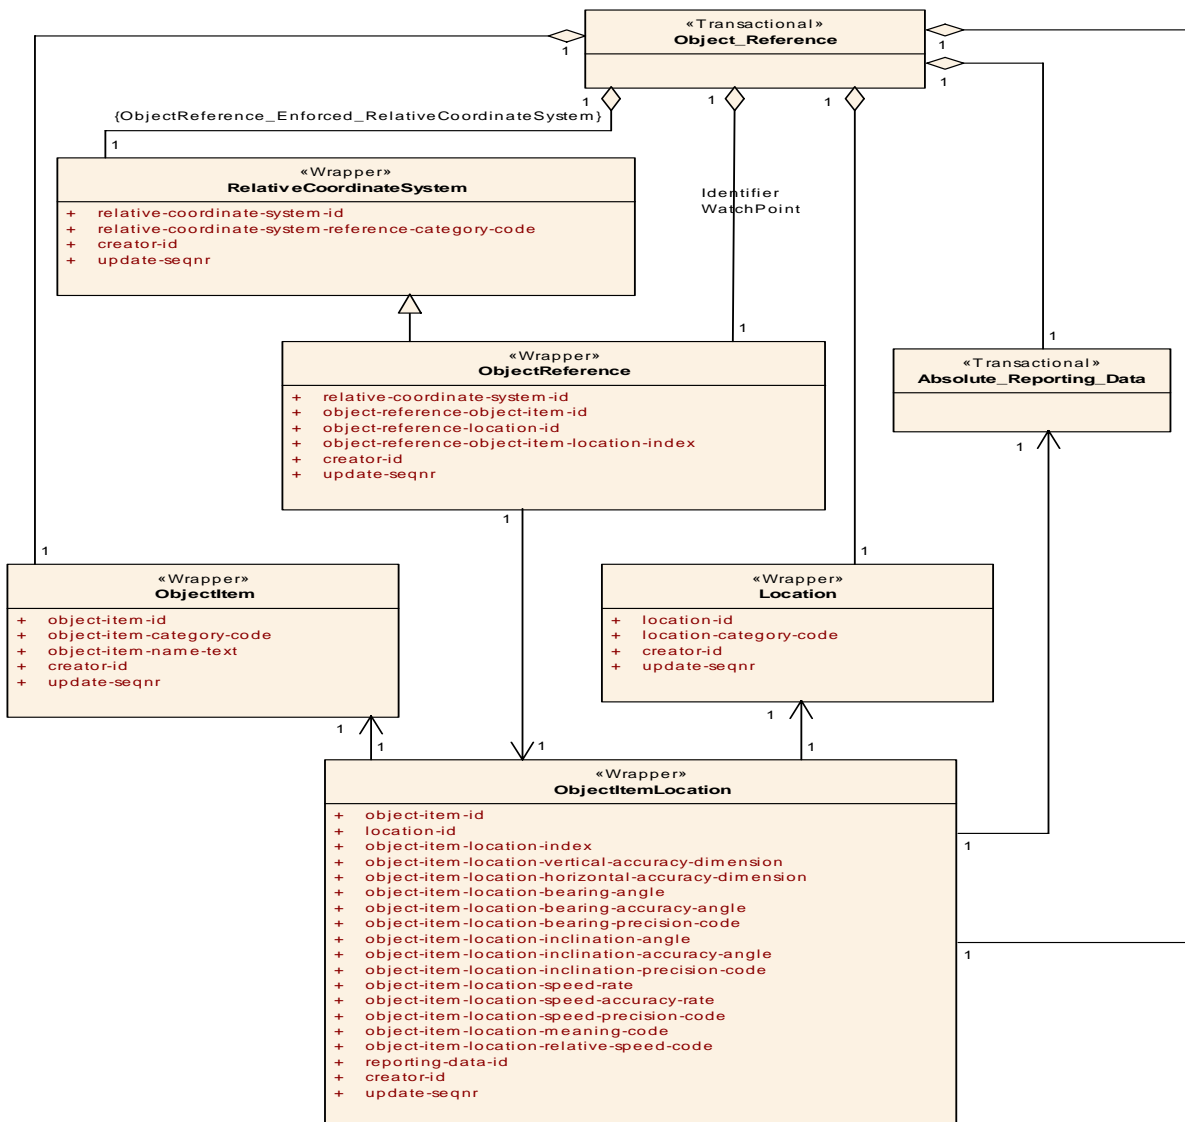 «Transactional»
Object_Reference
1
1
1
1
1
1
{ObjectReference_Enforced_RelativeCoordinateSystem}
1
«Wrapper»
RelativeCoordinateSystem
+ relative-coordinate-system-id
+ relative-coordinate-system-reference-category-code
+ creator-id
+ update-seqnr
Identifier
WatchPoint
1
«Wrapper»
ObjectReference
+ relative-coordinate-system-id
+ object-reference-object-item-id
+ object-reference-location-id
+ object-reference-object-item-location-index
+ creator-id
+ update-seqnr
1
1
«Transactional»
Absolute_Reporting_Data
1
1
«Wrapper»
ObjectItem
+ object-item-id
+ object-item-category-code
+ object-item-name-text
+ creator-id
+ update-seqnr
1
1
1
«Wrapper»
Location
+ location-id
+ location-category-code
+ creator-id
+ update-seqnr
1
1
1
«Wrapper»
ObjectItemLocation
+ object-item-id
+ location-id
+ object-item-location-index
+ object-item-location-vertical-accuracy-dimension
+ object-item-location-horizontal-accuracy-dimension
+ object-item-location-bearing-angle
+ object-item-location-bearing-accuracy-angle
+ object-item-location-bearing-precision-code
+ object-item-location-inclination-angle
+ object-item-location-inclination-accuracy-angle
+ object-item-location-inclination-precision-code
+ object-item-location-speed-rate
+ object-item-location-speed-accuracy-rate
+ object-item-location-speed-precision-code
+ object-item-location-meaning-code
+ object-item-location-relative-speed-code
+ reporting-data-id
+ creator-id
+ update-seqnr
1
1